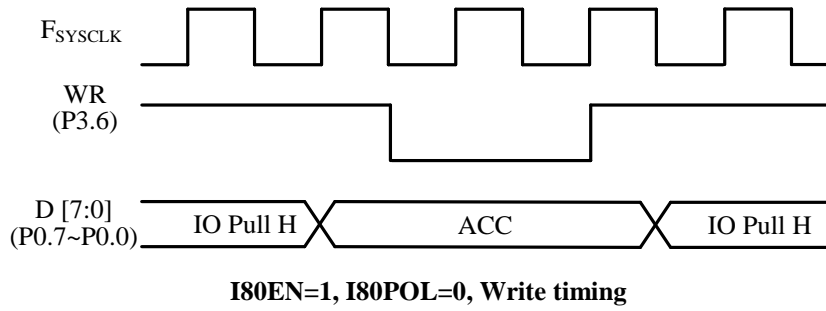 FSYSCLK
WR
(P3.6)
D [7:0]
(P0.7~P0.0)
IO Pull H
ACC
IO Pull H
I80EN=1, I80POL=0, Write timing